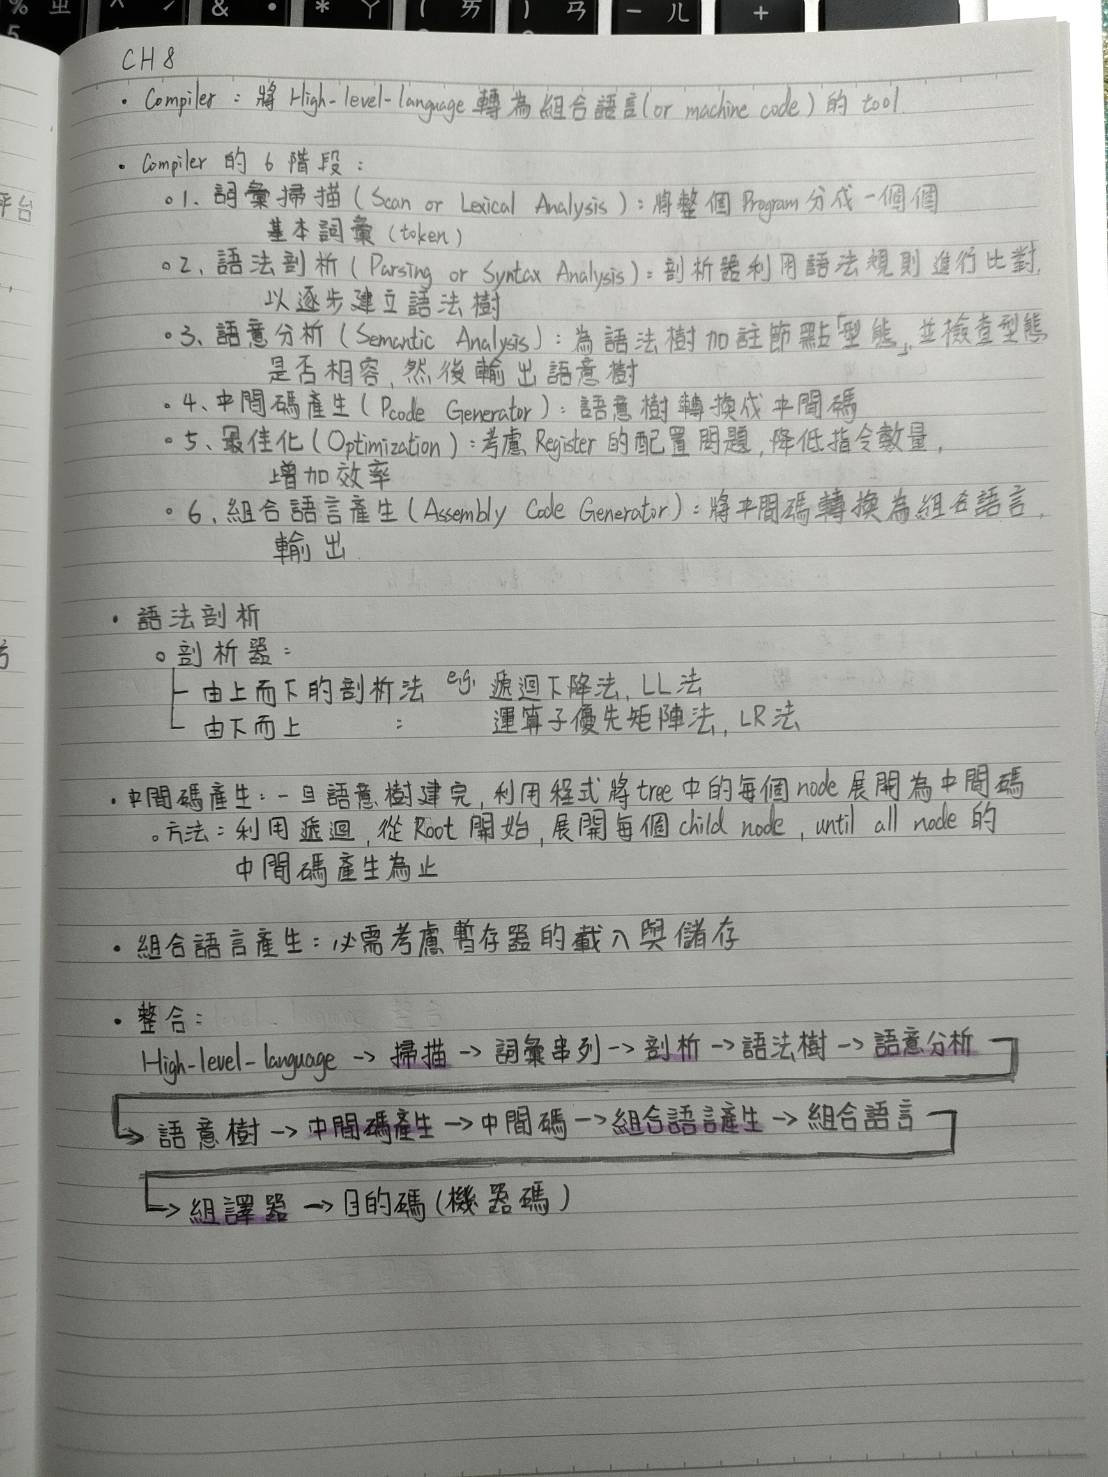 CH 8
・Compiler : 將 High-level-language 轉為組合語言(or machine code) 的 tool.
・Compiler 的 6 階段 :
。1、詞彙掃描 (Scan or Lexical Analysis) : 將整個 Program 分成一個個
基本詞彙 (token)
。2、語法剖析 (Parsing or Syntax Analysis) : 剖析器利用語法規則進行比對,
以逐步建立語法樹
。3、語意分析 (Semantic Analysis) : 為語法樹加註節點「型態」, 並檢查型態
是否相容, 然後輸出語意樹
。4、中間碼產生 (Pcode Generator) : 語意樹轉換成中間碼
。5、最佳化 (Optimization) : 考慮 Register 的配置問題, 降低指令數量,
增加效率
。6、組合語言產生 (Assembly Code Generator) : 將中間碼轉換為組合語言,
輸出.
・語法剖析
。剖析器 :
├ 由上而下的剖析法 e.g. 遞迴下降法, LL法
└ 由下而上 : 運算子優先矩陣法, LR法
・中間碼產生 : 一旦語意樹建完, 利用程式將 tree 中的每個 node 展開為中間碼
。方法 : 利用遞迴, 從 Root 開始, 展開每個 child node, until all node 的
中間碼產生為止
・組合語言產生 : 必需考慮暫存器的載入與儲存
・整合 :
High-level-language → 掃描 → 詞彙串列 → 剖析 → 語法樹 → 語意分析
→ 語意樹 → 中間碼產生 → 中間碼 → 組合語言產生 → 組合語言
→ 組譯器 → 目的碼 (機器碼)
平台